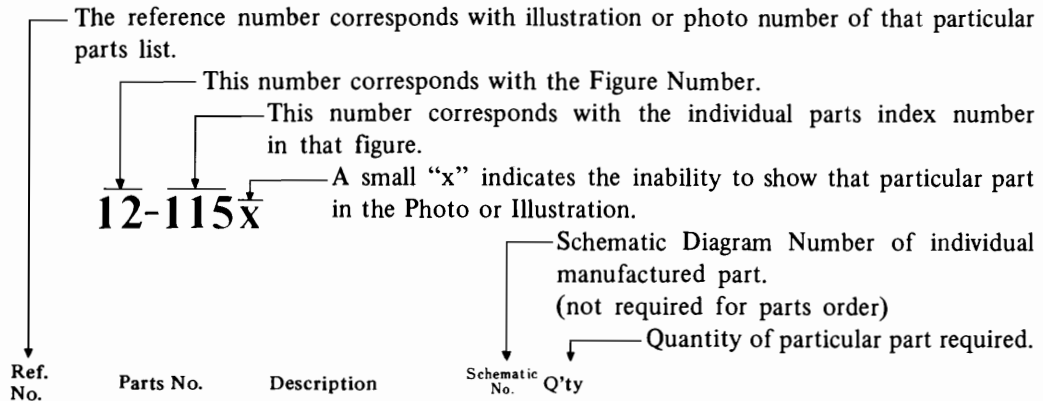 The reference number corresponds with illustration or photo number of that particular
parts list.
This number corresponds with the Figure Number.
This number corresponds with the individual parts index number
in that figure.
A small “x” indicates the inability to show that particular part
in the Photo or Illustration.
12-115x
Schematic Diagram Number of individual
manufactured part.
(not required for parts order)
Quantity of particular part required.
Ref. No. Parts No. Description Schematic No. Q'ty